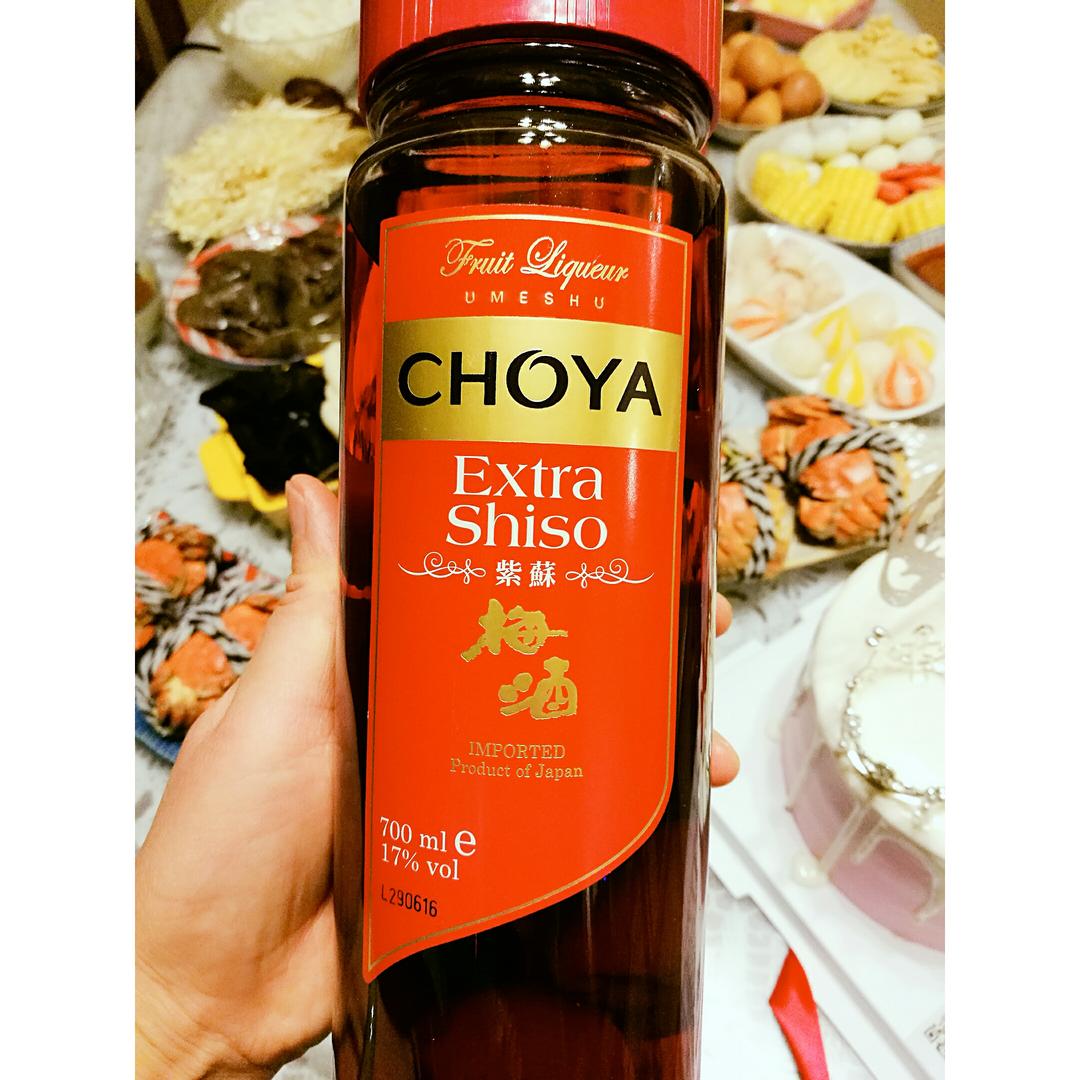 Fruit Liqueur
UMESHU
CHOYA
Extra
Shiso
紫蘇
梅
酒
IMPORTED
Product of Japan
700 ml e
17% vol
L290616